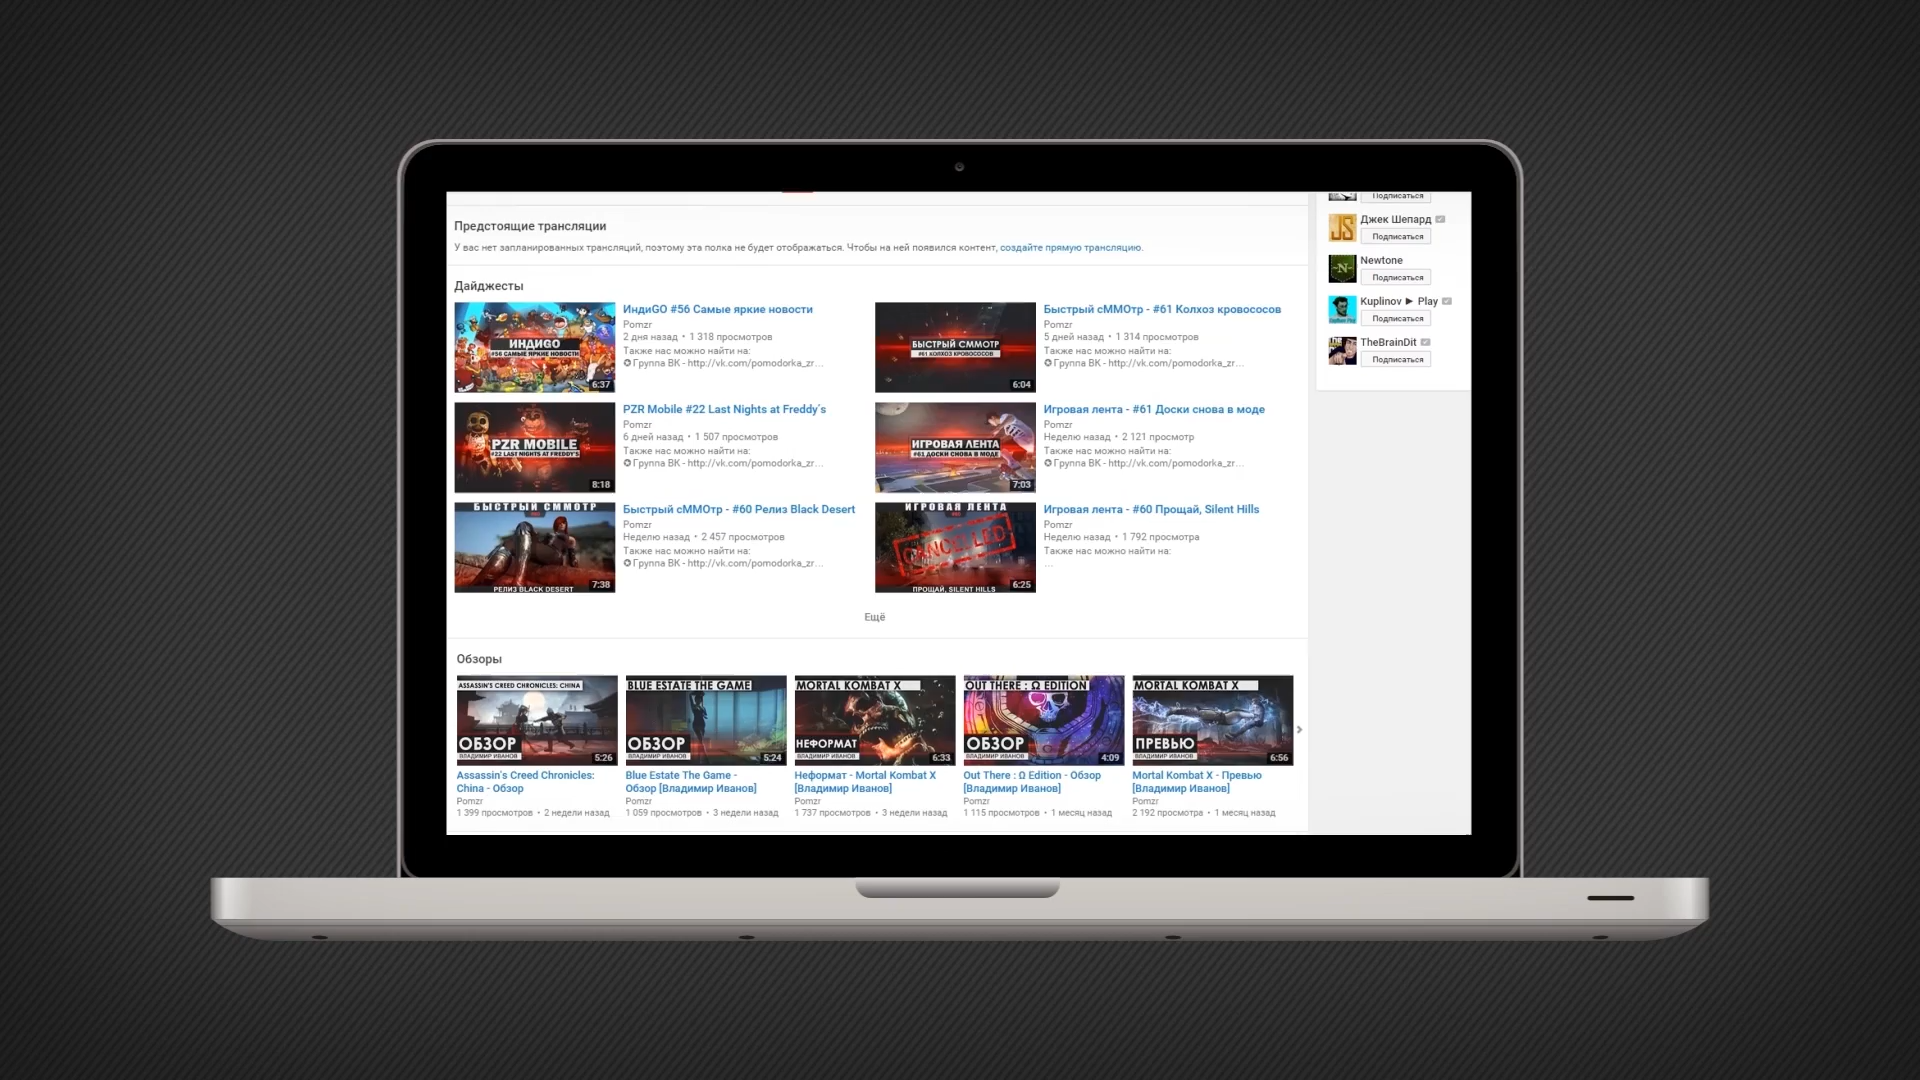 Подписаться
Джек Шепард
Подписаться
Newtone
Подписаться
Kuplinov ► Play
Подписаться
TheBrainDit
Подписаться
Предстоящие трансляции
У вас нет запланированных трансляций, поэтому эта полка не будет отображаться. Чтобы на ней появился контент, создайте прямую трансляцию.
Дайджесты
ИНДИGO
#56 САМЫЕ ЯРКИЕ НОВОСТИ
6:37
ИндиGO #56 Самые яркие новости
Pomzr
2 дня назад • 1 318 просмотров
Также нас можно найти на:
✪ Группа ВК - http://vk.com/pomodorka_zr...
БЫСТРЫЙ СММОТР
#61 КОЛХОЗ КРОВОСОСОВ
6:04
Быстрый сММОтр - #61 Колхоз кровососов
Pomzr
5 дней назад • 1 314 просмотров
Также нас можно найти на:
✪ Группа ВК - http://vk.com/pomodorka_zr...
PZR MOBILE
#22 LAST NIGHTS AT FREDDY'S
8:18
PZR Mobile #22 Last Nights at Freddy's
Pomzr
6 дней назад • 1 507 просмотров
Также нас можно найти на:
✪ Группа ВК - http://vk.com/pomodorka_zr...
ИГРОВАЯ ЛЕНТА
#61 ДОСКИ СНОВА В МОДЕ
7:03
Игровая лента - #61 Доски снова в моде
Pomzr
Неделю назад • 2 121 просмотр
Также нас можно найти на:
✪ Группа ВК - http://vk.com/pomodorka_zr...
БЫСТРЫЙ СММОТР
РЕЛИЗ BLACK DESERT
7:38
Быстрый сММОтр - #60 Релиз Black Desert
Pomzr
Неделю назад • 2 457 просмотров
Также нас можно найти на:
✪ Группа ВК - http://vk.com/pomodorka_zr...
ИГРОВАЯ ЛЕНТА
CANCELLED
ПРОЩАЙ, SILENT HILLS
6:25
Игровая лента - #60 Прощай, Silent Hills
Pomzr
Неделю назад • 1 792 просмотра
Также нас можно найти на:
...
Ещё
Обзоры
ASSASSIN'S CREED CHRONICLES: CHINA
ОБЗОР
ВЛАДИМИР ИВАНОВ
5:26
Assassin's Creed Chronicles:
China - Обзор
Pomzr
1 399 просмотров • 2 недели назад
BLUE ESTATE THE GAME
ОБЗОР
ВЛАДИМИР ИВАНОВ
5:24
Blue Estate The Game -
Обзор [Владимир Иванов]
Pomzr
1 059 просмотров • 3 недели назад
MORTAL KOMBAT X
НЕФОРМАТ
ВЛАДИМИР ИВАНОВ
6:33
Неформат - Mortal Kombat X
[Владимир Иванов]
Pomzr
1 737 просмотров • 3 недели назад
OUT THERE : Ω EDITION
ОБЗОР
ВЛАДИМИР ИВАНОВ
4:09
Out There : Ω Edition - Обзор
[Владимир Иванов]
Pomzr
1 115 просмотров • 1 месяц назад
MORTAL KOMBAT X
ПРЕВЬЮ
ВЛАДИМИР ИВАНОВ
6:56
Mortal Kombat X - Превью
[Владимир Иванов]
Pomzr
2 192 просмотра • 1 месяц назад